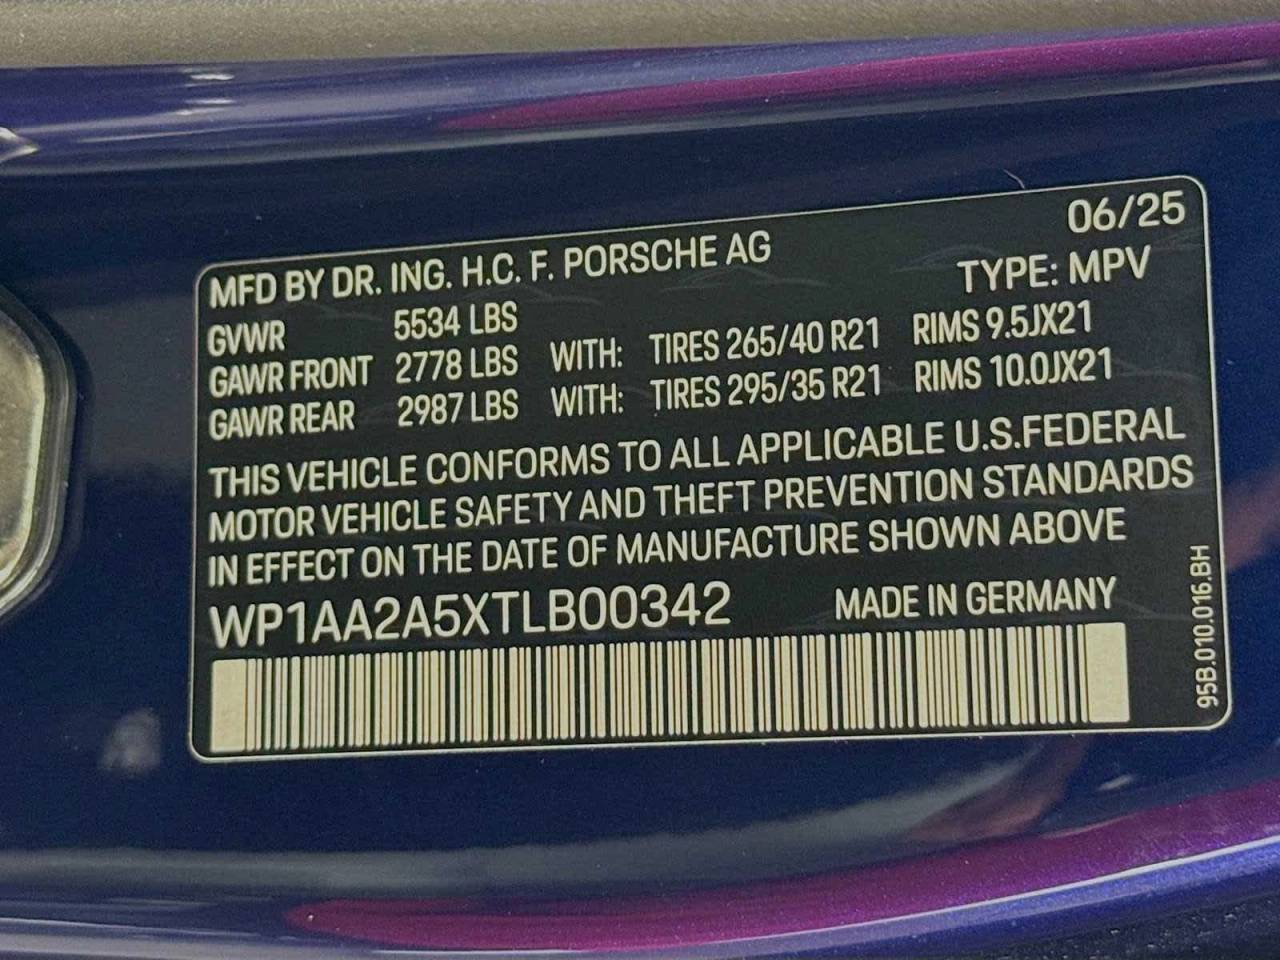 06/25
MFD BY DR. ING. H.C. F. PORSCHE AG
TYPE: MPV
GVWR 5534 LBS
GAWR FRONT 2778 LBS WITH: TIRES 265/40 R21 RIMS 9.5JX21
GAWR REAR 2987 LBS WITH: TIRES 295/35 R21 RIMS 10.0JX21
THIS VEHICLE CONFORMS TO ALL APPLICABLE U.S.FEDERAL
MOTOR VEHICLE SAFETY AND THEFT PREVENTION STANDARDS
IN EFFECT ON THE DATE OF MANUFACTURE SHOWN ABOVE
WP1AA2A5XTLB00342 MADE IN GERMANY
95B.010.016.BH